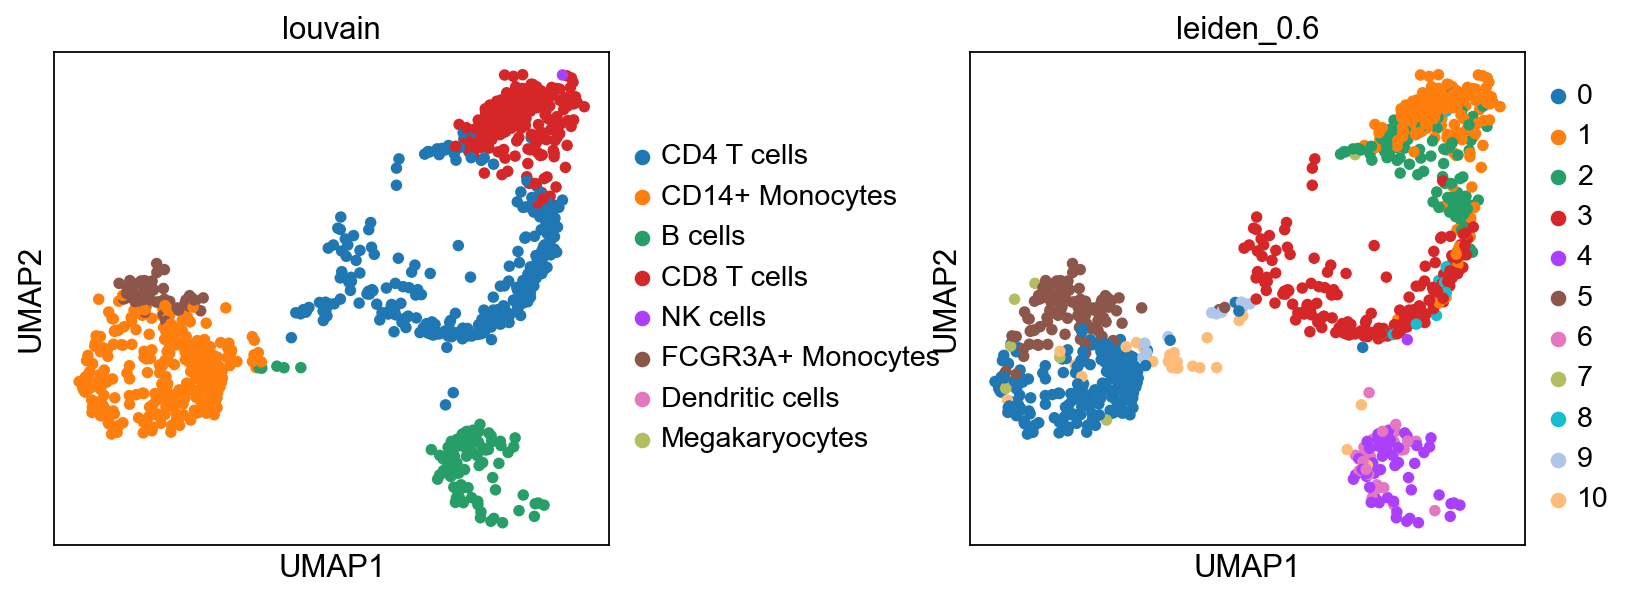 louvain
UMAP2
UMAP1
CD4 T cells
CD14+ Monocytes
B cells
CD8 T cells
NK cells
FCGR3A+ Monocytes
Dendritic cells
Megakaryocytes
leiden_0.6
UMAP2
UMAP1
0
1
2
3
4
5
6
7
8
9
10